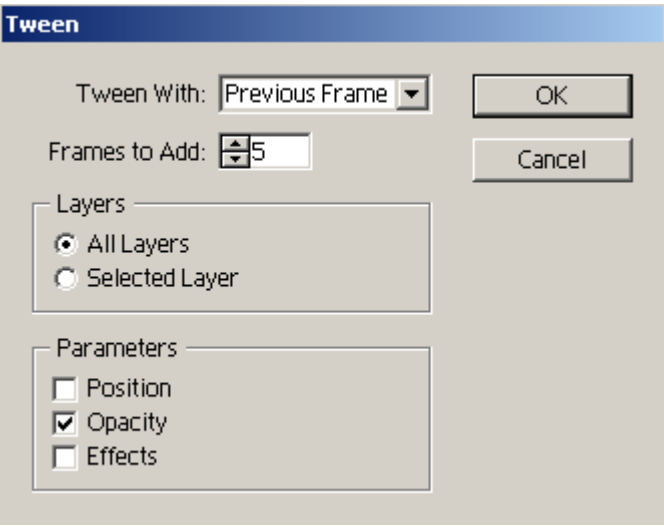 Tween
Tween With: Previous Frame
OK
Frames to Add: 5
Cancel
Layers
All Layers
Selected Layer
Parameters
Position
Opacity
Effects